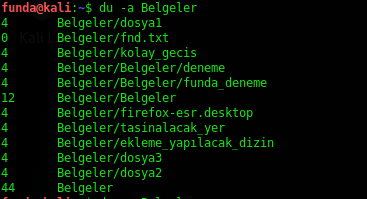 funda@kali:~$ du -a Belgeler
4 Belgeler/dosya1
0 Belgeler/fnd.txt
4 Belgeler/kolay_gecis
4 Belgeler/Belgeler/deneme
4 Belgeler/Belgeler/funda_deneme
12 Belgeler/Belgeler
4 Belgeler/firefox-esr.desktop
4 Belgeler/tasinalacak_yer
4 Belgeler/ekleme_yapılacak_dizin
4 Belgeler/dosya3
4 Belgeler/dosya2
44 Belgeler